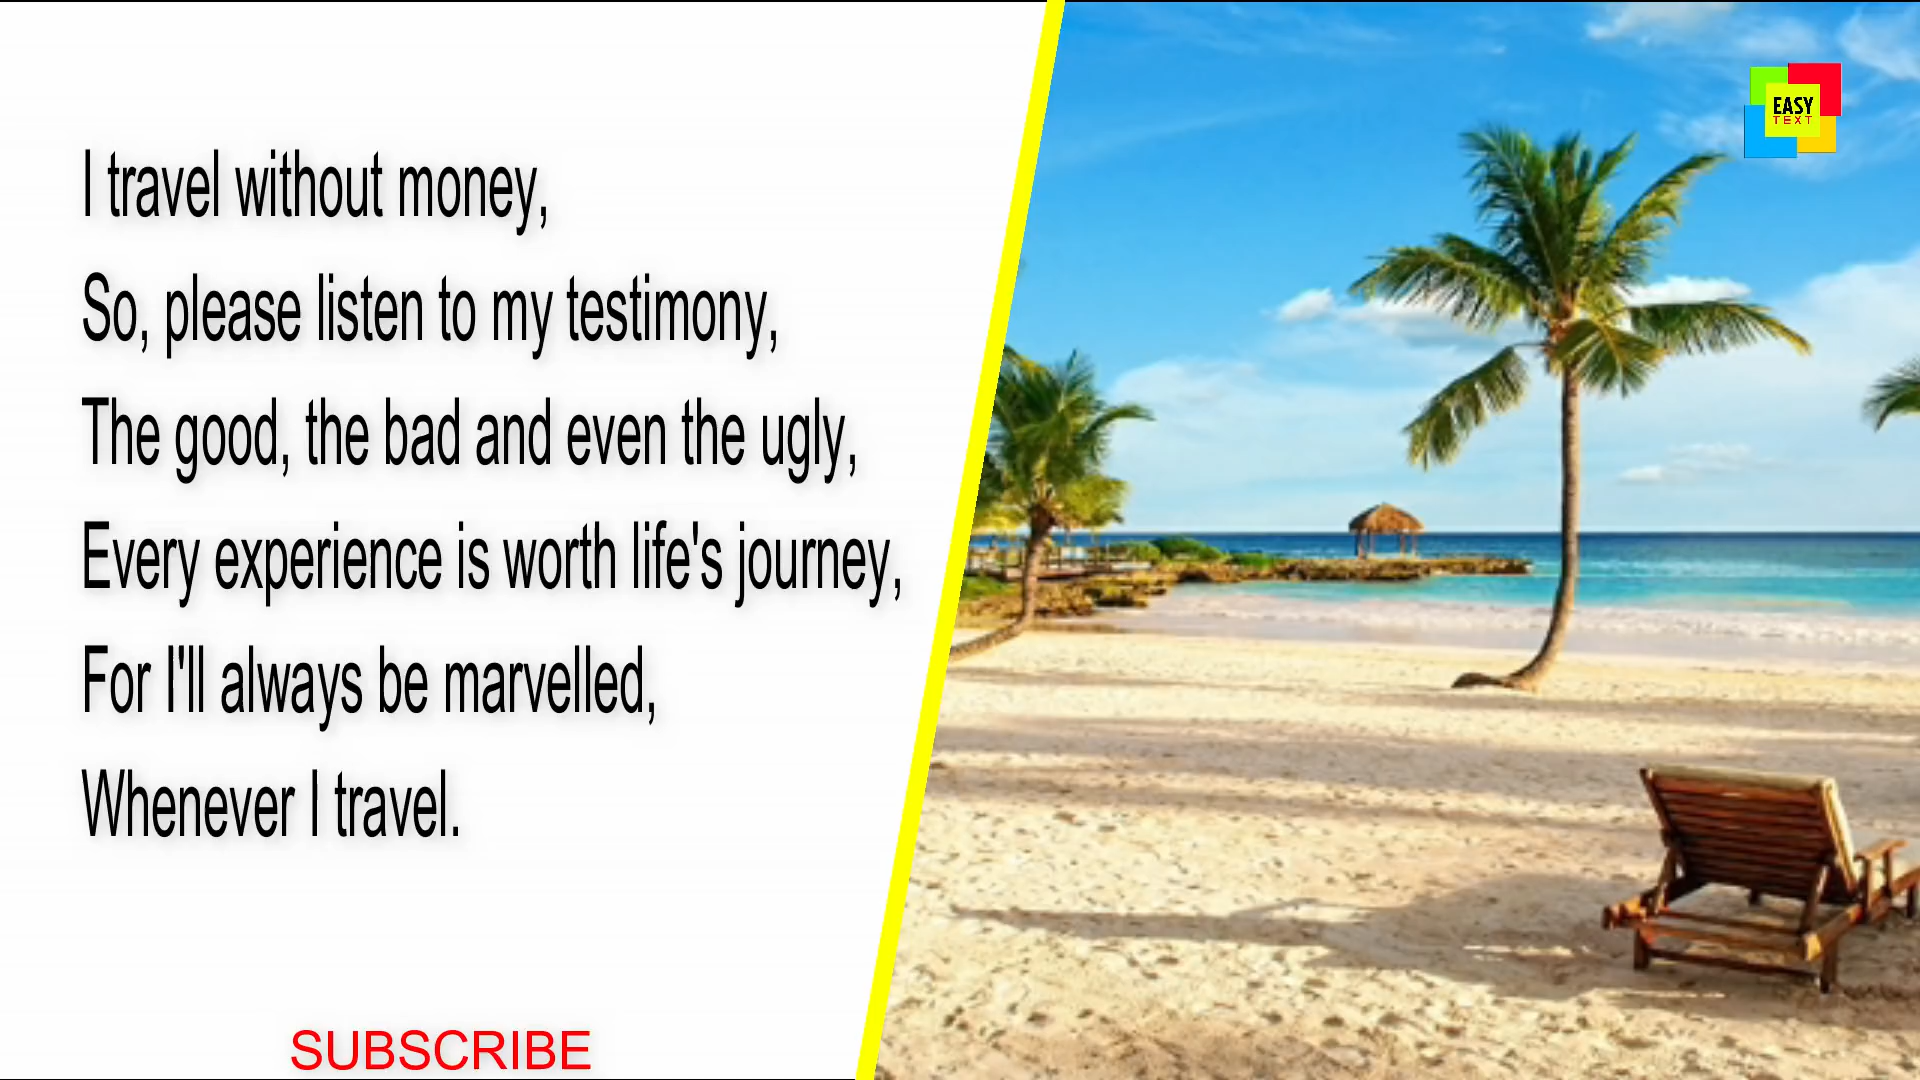 I travel without money,
So, please listen to my testimony,
The good, the bad and even the ugly,
Every experience is worth life's journey,
For I'll always be marvelled,
Whenever I travel.
SUBSCRIBE
EASY
TEXT